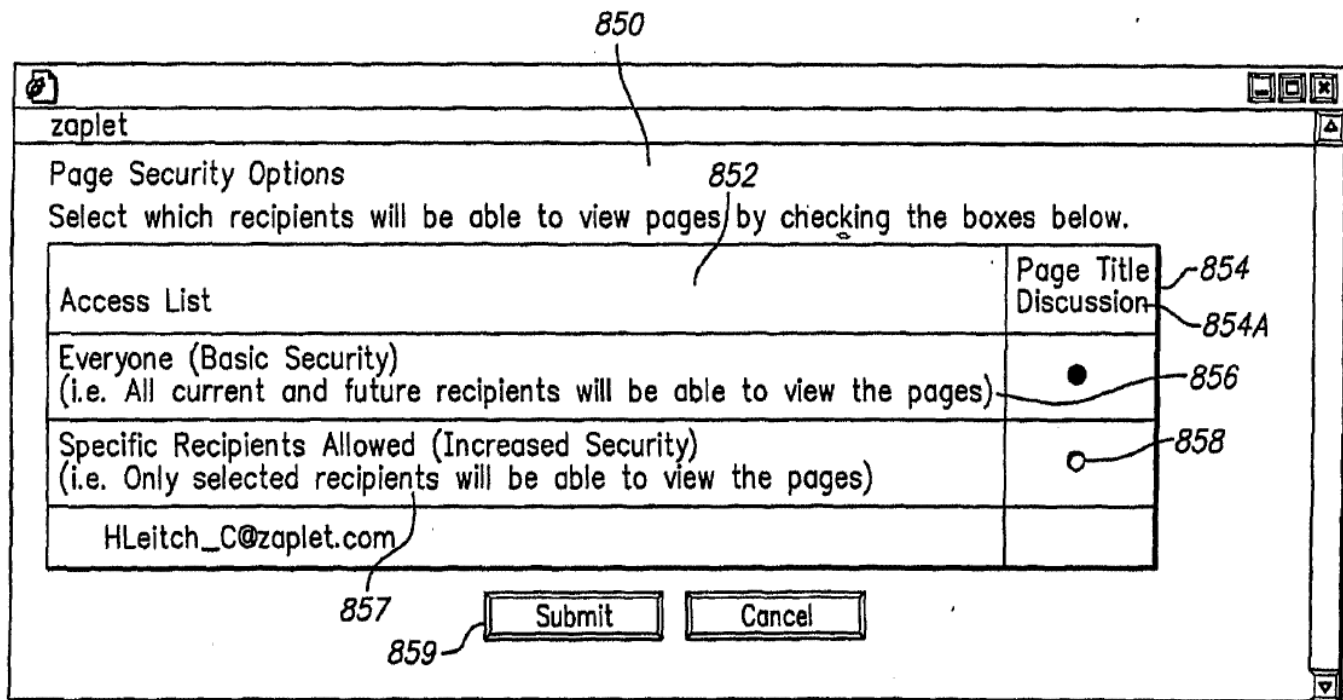 850
zaplet
Page Security Options
852
Select which recipients will be able to view pages by checking the boxes below.
Access List
Page Title
Discussion
854
854A
Everyone (Basic Security)
(i.e. All current and future recipients will be able to view the pages)
856
Specific Recipients Allowed (Increased Security)
(i.e. Only selected recipients will be able to view the pages)
858
HLeitch_C@zaplet.com
857
Submit
Cancel
859